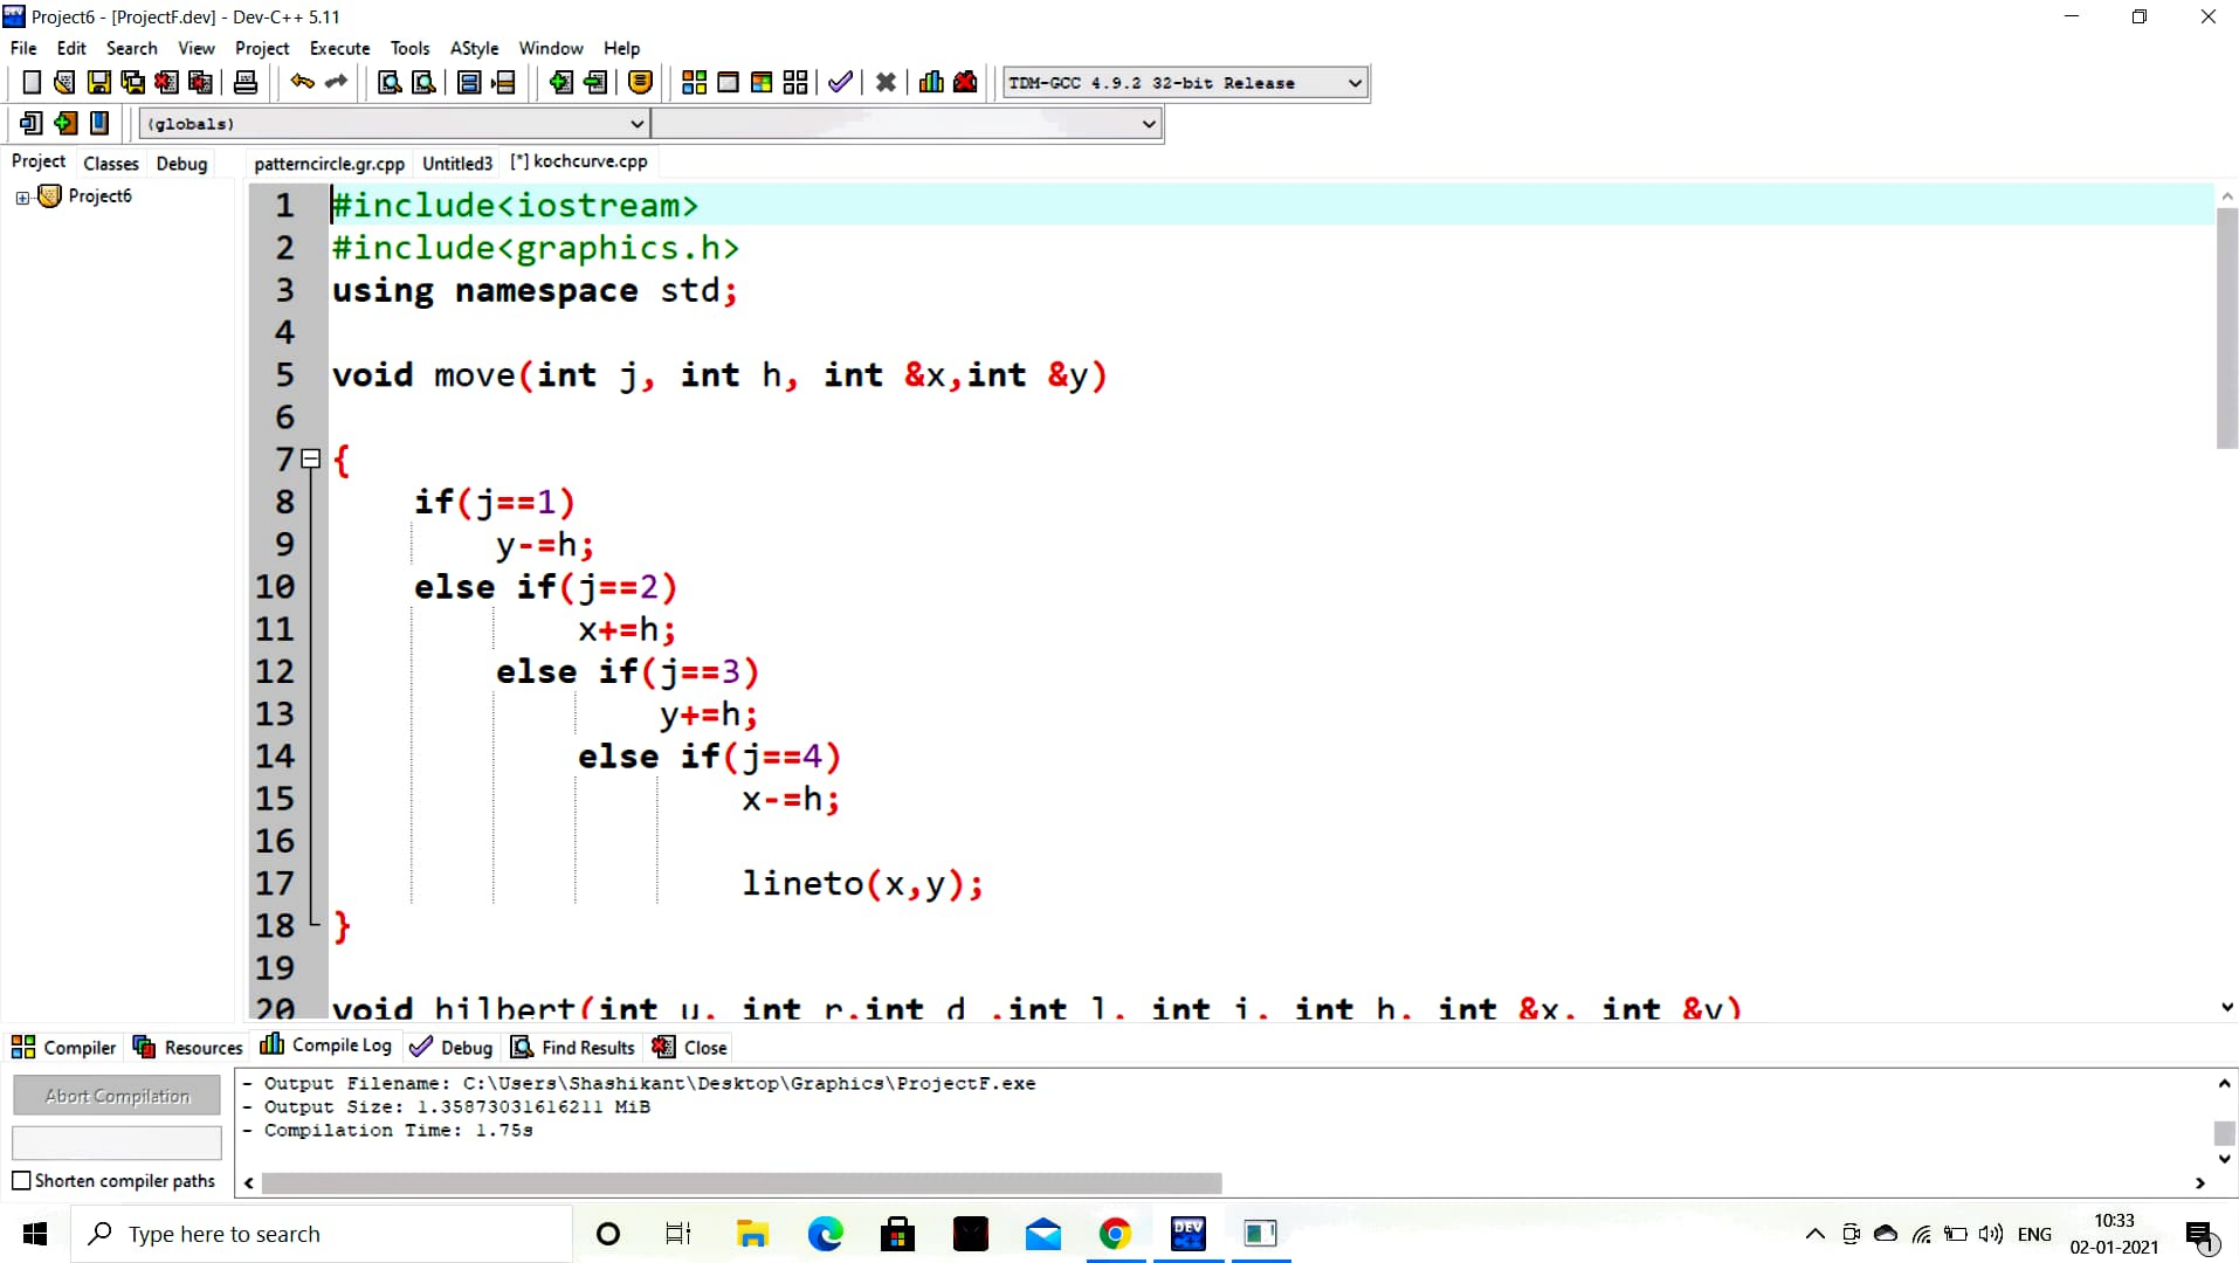 Project6 - [ProjectF.dev] - Dev-C++ 5.11
File Edit Search View Project Execute Tools AStyle Window Help
TDM-GCC 4.9.2 32-bit Release
(globals)
Project Classes Debug patterncircle.gr.cpp Untitled3 [*] kochcurve.cpp
Project6
1 #include<iostream>
2 #include<graphics.h>
3 using namespace std;
4
5 void move(int j, int h, int &x,int &y)
6
7 {
8 if(j==1)
9 y-=h;
10 else if(j==2)
11 x+=h;
12 else if(j==3)
13 y+=h;
14 else if(j==4)
15 x-=h;
16
17 lineto(x,y);
18 }
19
20 void hilbert(int u, int r,int d ,int l, int i, int h, int &x, int &y)
Compiler Resources Compile Log Debug Find Results Close
Abort Compilation
- Output Filename: C:\Users\Shashikant\Desktop\Graphics\ProjectF.exe
- Output Size: 1.35873031616211 MiB
- Compilation Time: 1.75s
Shorten compiler paths
Type here to search
DEV
ENG
10:33
02-01-2021
1